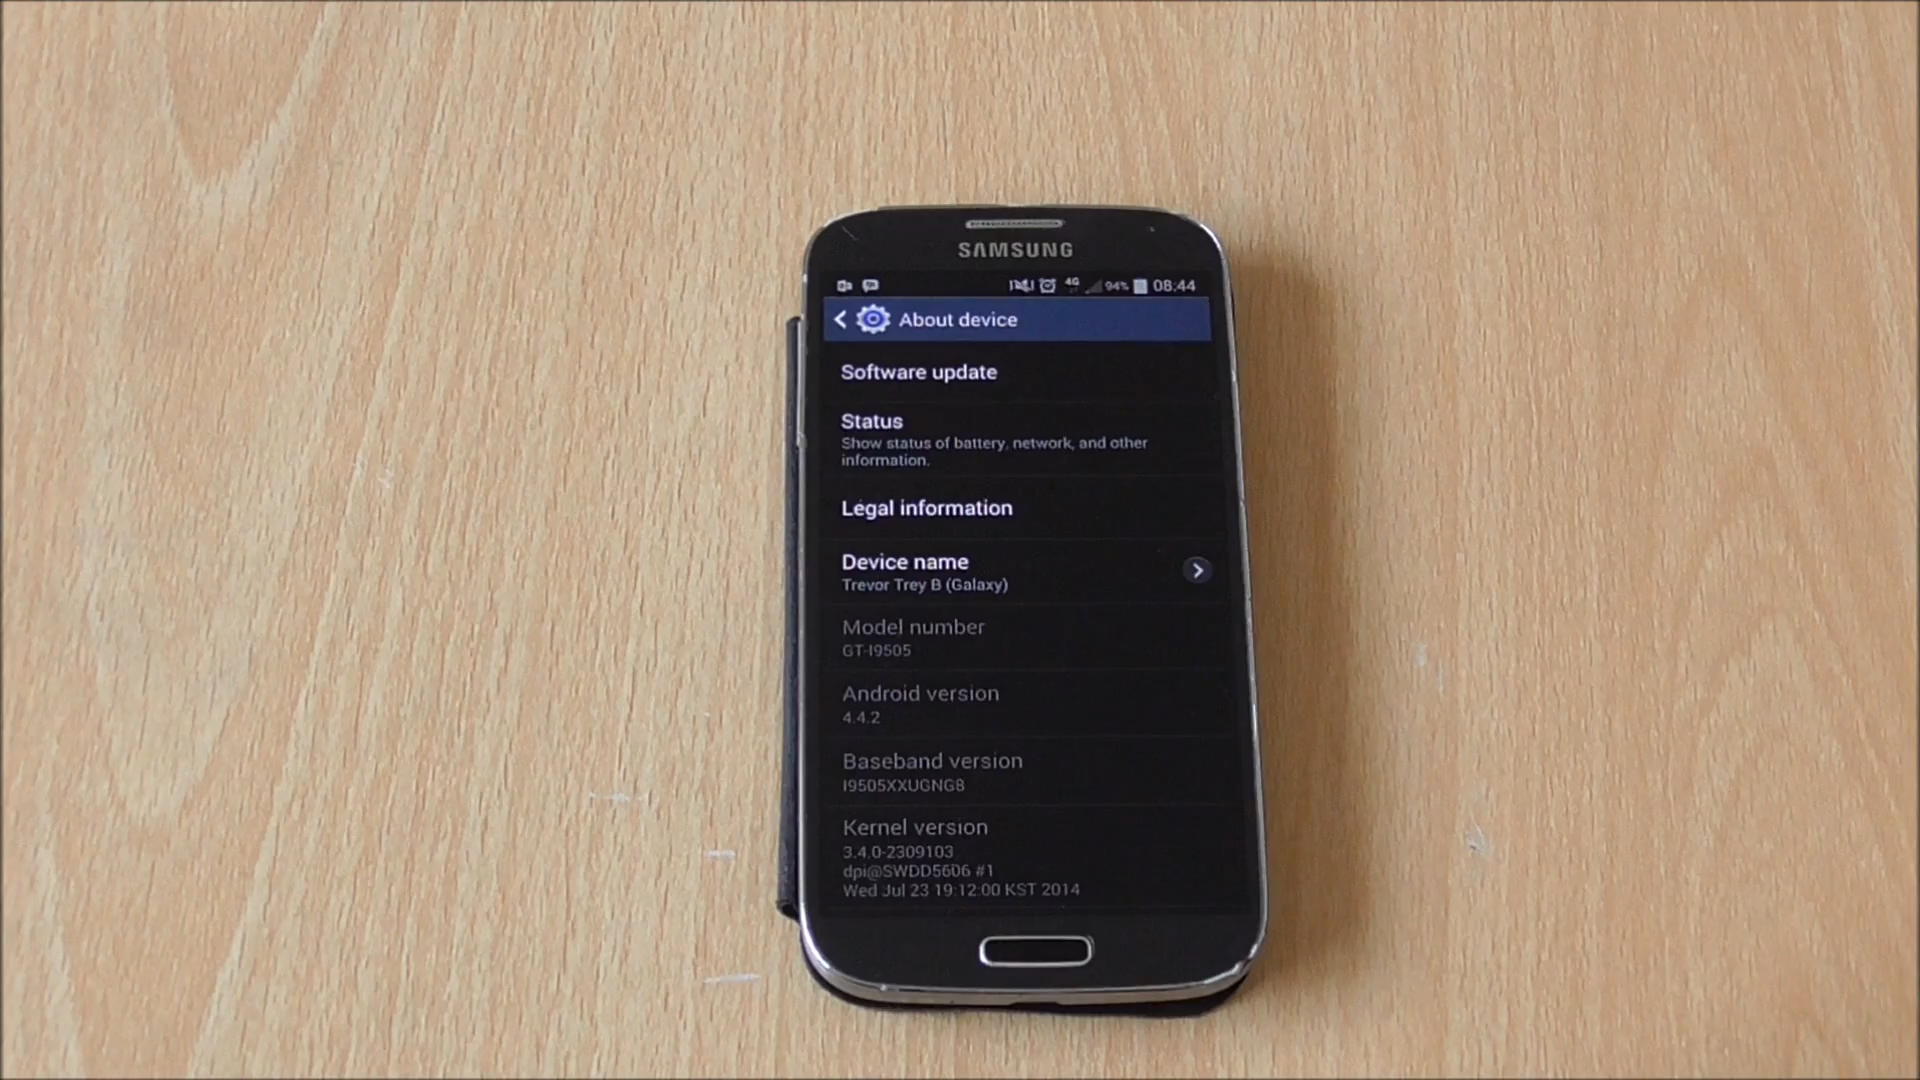 SAMSUNG
4G 94% 08:44
About device
Software update
Status
Show status of battery, network, and other
information.
Legal information
Device name
Trevor Trey B (Galaxy)
Model number
GT-I9505
Android version
4.4.2
Baseband version
I9505XXUGNG8
Kernel version
3.4.0-2309103
dpi@SWDD5606 #1
Wed Jul 23 19:12:00 KST 2014